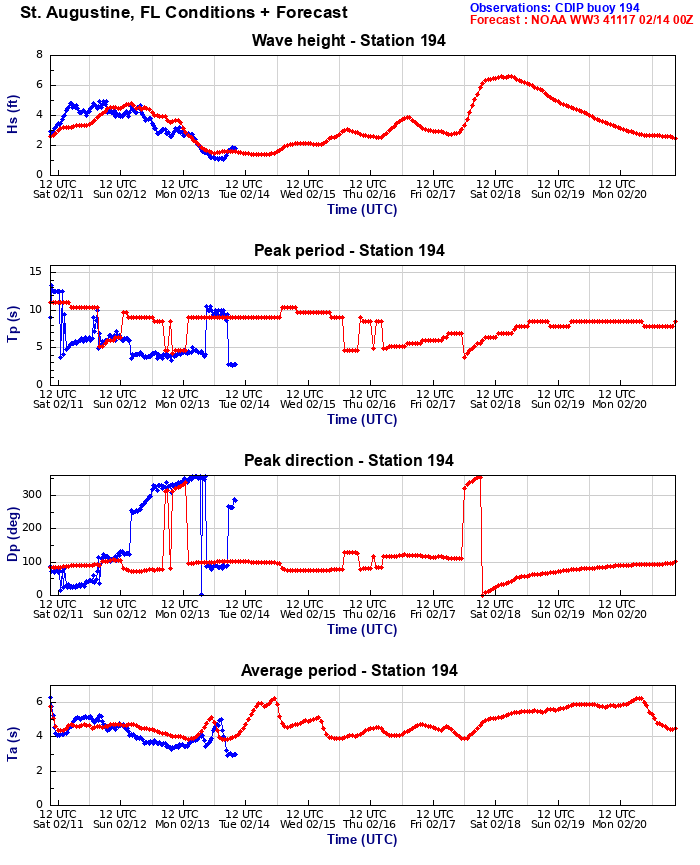 St. Augustine, FL Conditions + Forecast
Observations: CDIP buoy 194
Forecast : NOAA WW3 41117 02/14 00Z
Wave height - Station 194
Hs (ft)
8
6
4
2
0
12 UTC 12 UTC 12 UTC 12 UTC 12 UTC 12 UTC 12 UTC 12 UTC 12 UTC 12 UTC
Sat 02/11 Sun 02/12 Mon 02/13 Tue 02/14 Wed 02/15 Thu 02/16 Fri 02/17 Sat 02/18 Sun 02/19 Mon 02/20
Time (UTC)
Peak period - Station 194
Tp (s)
15
10
5
0
12 UTC 12 UTC 12 UTC 12 UTC 12 UTC 12 UTC 12 UTC 12 UTC 12 UTC 12 UTC
Sat 02/11 Sun 02/12 Mon 02/13 Tue 02/14 Wed 02/15 Thu 02/16 Fri 02/17 Sat 02/18 Sun 02/19 Mon 02/20
Time (UTC)
Peak direction - Station 194
Dp (deg)
300
200
100
0
12 UTC 12 UTC 12 UTC 12 UTC 12 UTC 12 UTC 12 UTC 12 UTC 12 UTC 12 UTC
Sat 02/11 Sun 02/12 Mon 02/13 Tue 02/14 Wed 02/15 Thu 02/16 Fri 02/17 Sat 02/18 Sun 02/19 Mon 02/20
Time (UTC)
Average period - Station 194
Ta (s)
6
4
2
0
12 UTC 12 UTC 12 UTC 12 UTC 12 UTC 12 UTC 12 UTC 12 UTC 12 UTC 12 UTC
Sat 02/11 Sun 02/12 Mon 02/13 Tue 02/14 Wed 02/15 Thu 02/16 Fri 02/17 Sat 02/18 Sun 02/19 Mon 02/20
Time (UTC)